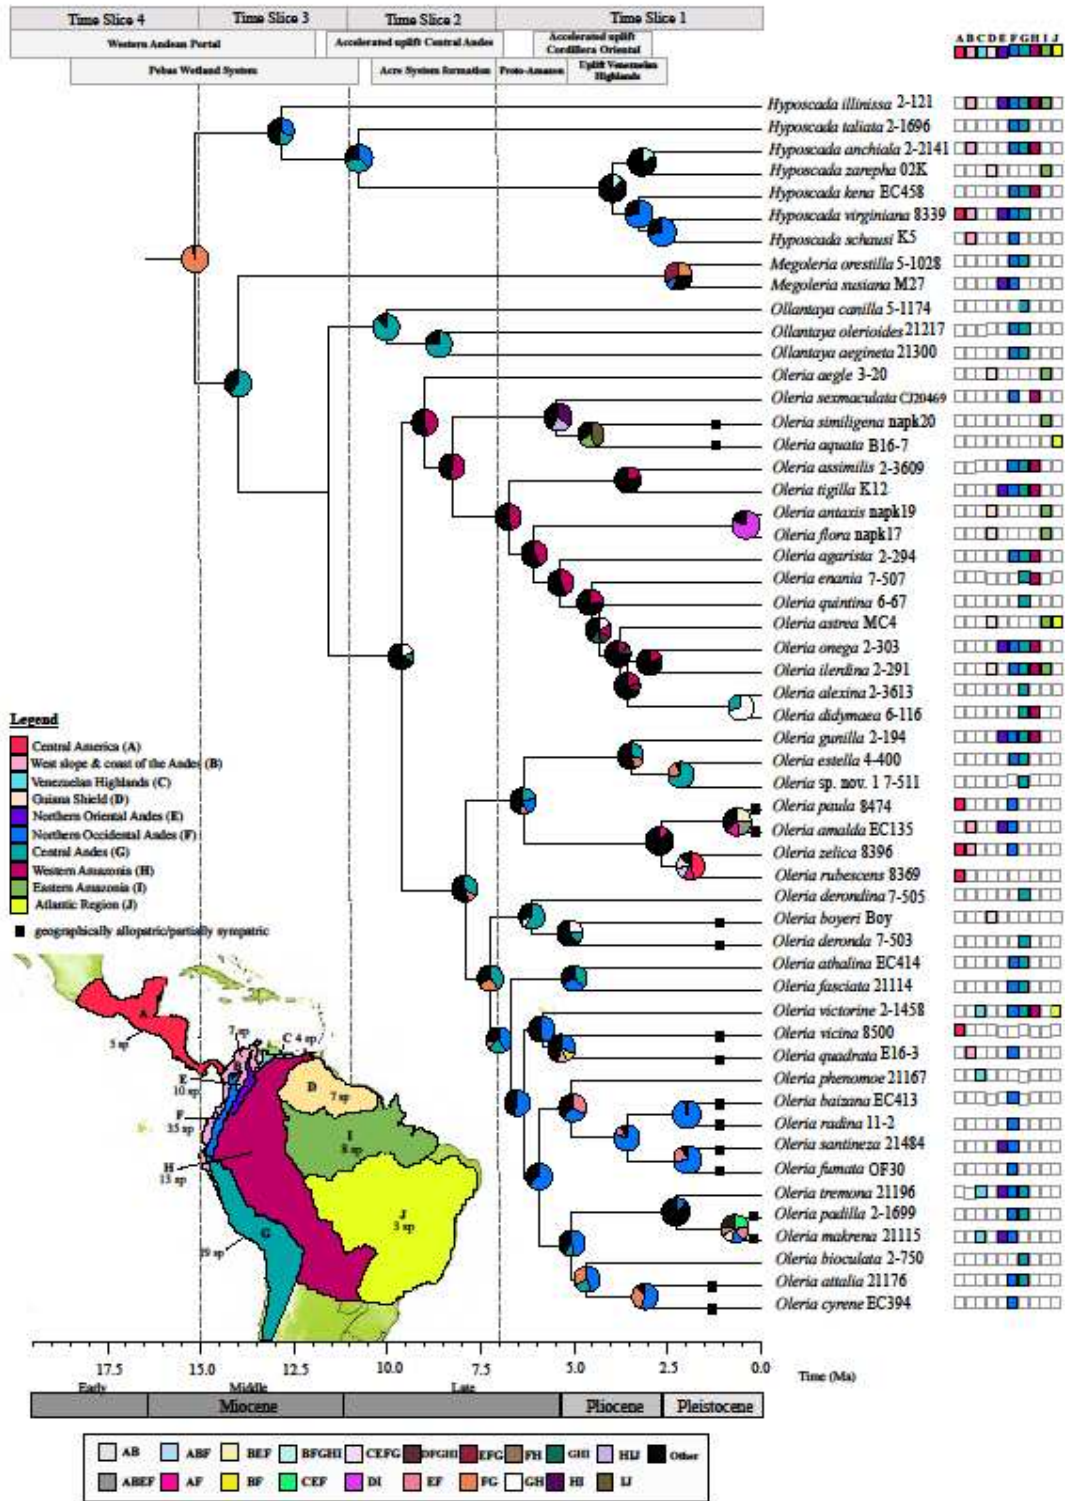 Time Slice 4 Time Slice 3 Time Slice 2 Time Slice 1
Western Andean Portal Accelerated uplift Central Andes Accelerated uplift Cordillera Oriental
Pebas Wetland System Acre System formation Proto-Amazon Uplift Venezuelan Highlands
A B C D E F G H I J
Hyposcada illinissa 2-121
Hyposcada taliata 2-1696
Hyposcada anchiala 2-2141
Hyposcada zarepha 02K
Hyposcada kena EC458
Hyposcada virginiana 8339
Hyposcada schausi K5
Megoleria orestilla 5-1028
Megoleria susiana M27
Ollantaya canilla 5-1174
Ollantaya olerioides 21217
Ollantaya aegineta 21300
Oleria aegle 3-20
Oleria sexmaculata CJ20469
Oleria similigena napk20
Oleria aquata B16-7
Oleria assimilis 2-3609
Oleria tigilla K12
Oleria antaxis napk19
Oleria flora napk17
Oleria agarista 2-294
Oleria enania 7-507
Oleria quintina 6-67
Oleria astrea MC4
Oleria onega 2-303
Oleria ilerdina 2-291
Oleria alexina 2-3613
Oleria didymaea 6-116
Oleria gunilla 2-194
Oleria estella 4-400
Oleria sp. nov. 1 7-511
Oleria paula 8474
Oleria amalda EC135
Oleria zelica 8396
Oleria rubescens 8369
Oleria derondina 7-505
Oleria boyeri Boy
Oleria deronda 7-503
Oleria athalina EC414
Oleria fasciata 21114
Oleria victorine 2-1458
Oleria vicina 8500
Oleria quadrata E16-3
Oleria phenomoe 21167
Oleria baizana EC413
Oleria radina 11-2
Oleria santineza 21484
Oleria fumata OF30
Oleria tremona 21196
Oleria padilla 2-1699
Oleria makrena 21115
Oleria bioculata 2-750
Oleria attalia 21176
Oleria cyrene EC394
Legend
Central America (A)
West slope & coast of the Andes (B)
Venezuelan Highlands (C)
Guiana Shield (D)
Northern Oriental Andes (E)
Northern Occidental Andes (F)
Central Andes (G)
Western Amazonia (H)
Eastern Amazonia (I)
Atlantic Region (J)
geographically allopatric/partially sympatric
A
5 sp
7 sp
C 4 sp
E
10 sp
D
7 sp
F
35 sp
I
8 sp
H
13 sp
J
3 sp
G
19 sp
17.5 15.0 12.5 10.0 7.5 5.0 2.5 0.0 Time (Ma)
Early Middle Late
Miocene Pliocene Pleistocene
AB ABF BEF BFGHI CEFG DFGHI EFG FH GHI HIJ Other
ABEF AF BF CEF DI EF FG GH HI IJ